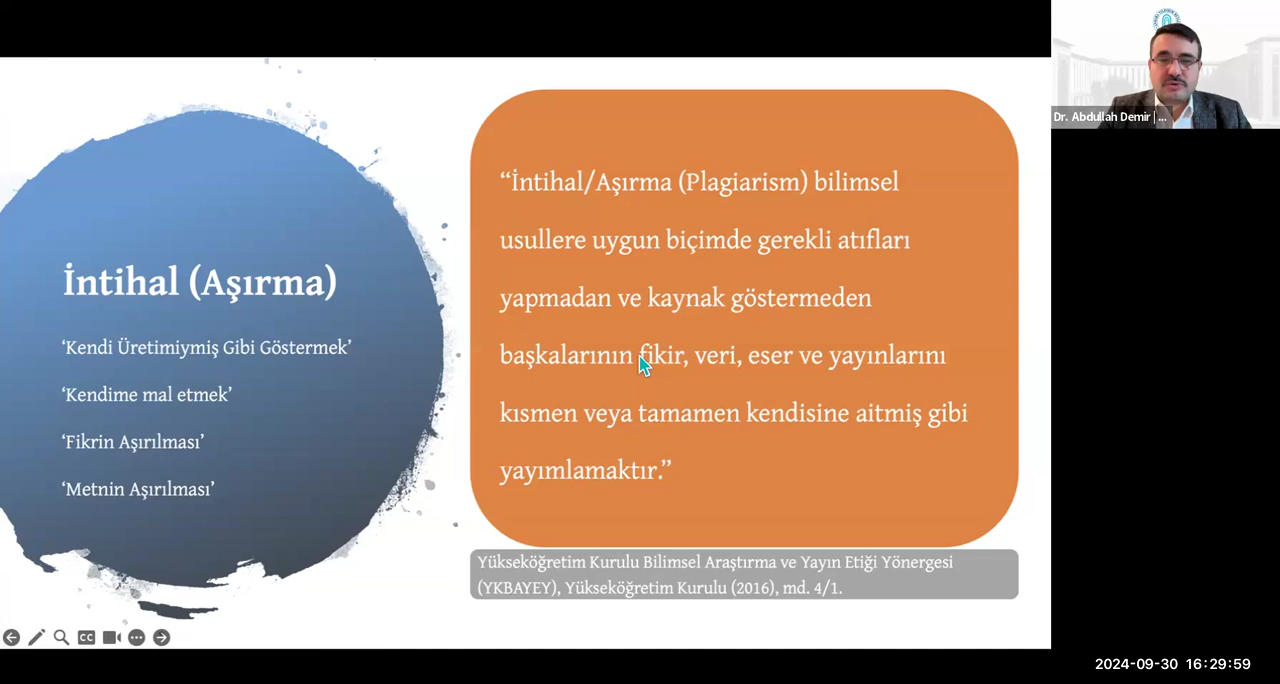 İntihal (Aşırma)
‘Kendi Üretimiymiş Gibi Göstermek’
‘Kendime mal etmek’
‘Fikrin Aşırılması’
‘Metnin Aşırılması’
“İntihal/Aşırma (Plagiarism) bilimsel
usullere uygun biçimde gerekli atıfları
yapmadan ve kaynak göstermeden
başkalarının fikir, veri, eser ve yayınlarını
kısmen veya tamamen kendisine aitmiş gibi
yayımlamaktır.”
Yükseköğretim Kurulu Bilimsel Araştırma ve Yayın Etiği Yönergesi
(YKBAYEY), Yükseköğretim Kurulu (2016), md. 4/1.
CC
Dr. Abdullah Demir | ...
2024-09-30 16:29:59